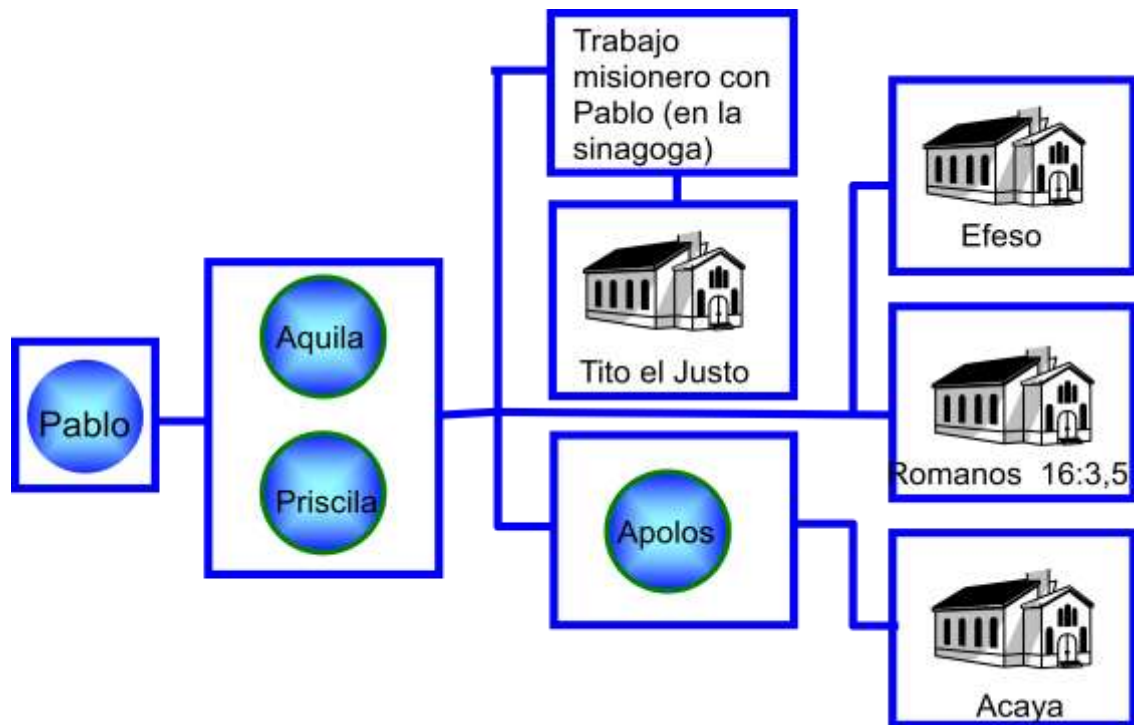 Pablo
Aquila
Priscila
Trabajo
misionero con
Pablo (en la
sinagoga)
Tito el Justo
Apolos
Efeso
Romanos 16:3,5
Acaya